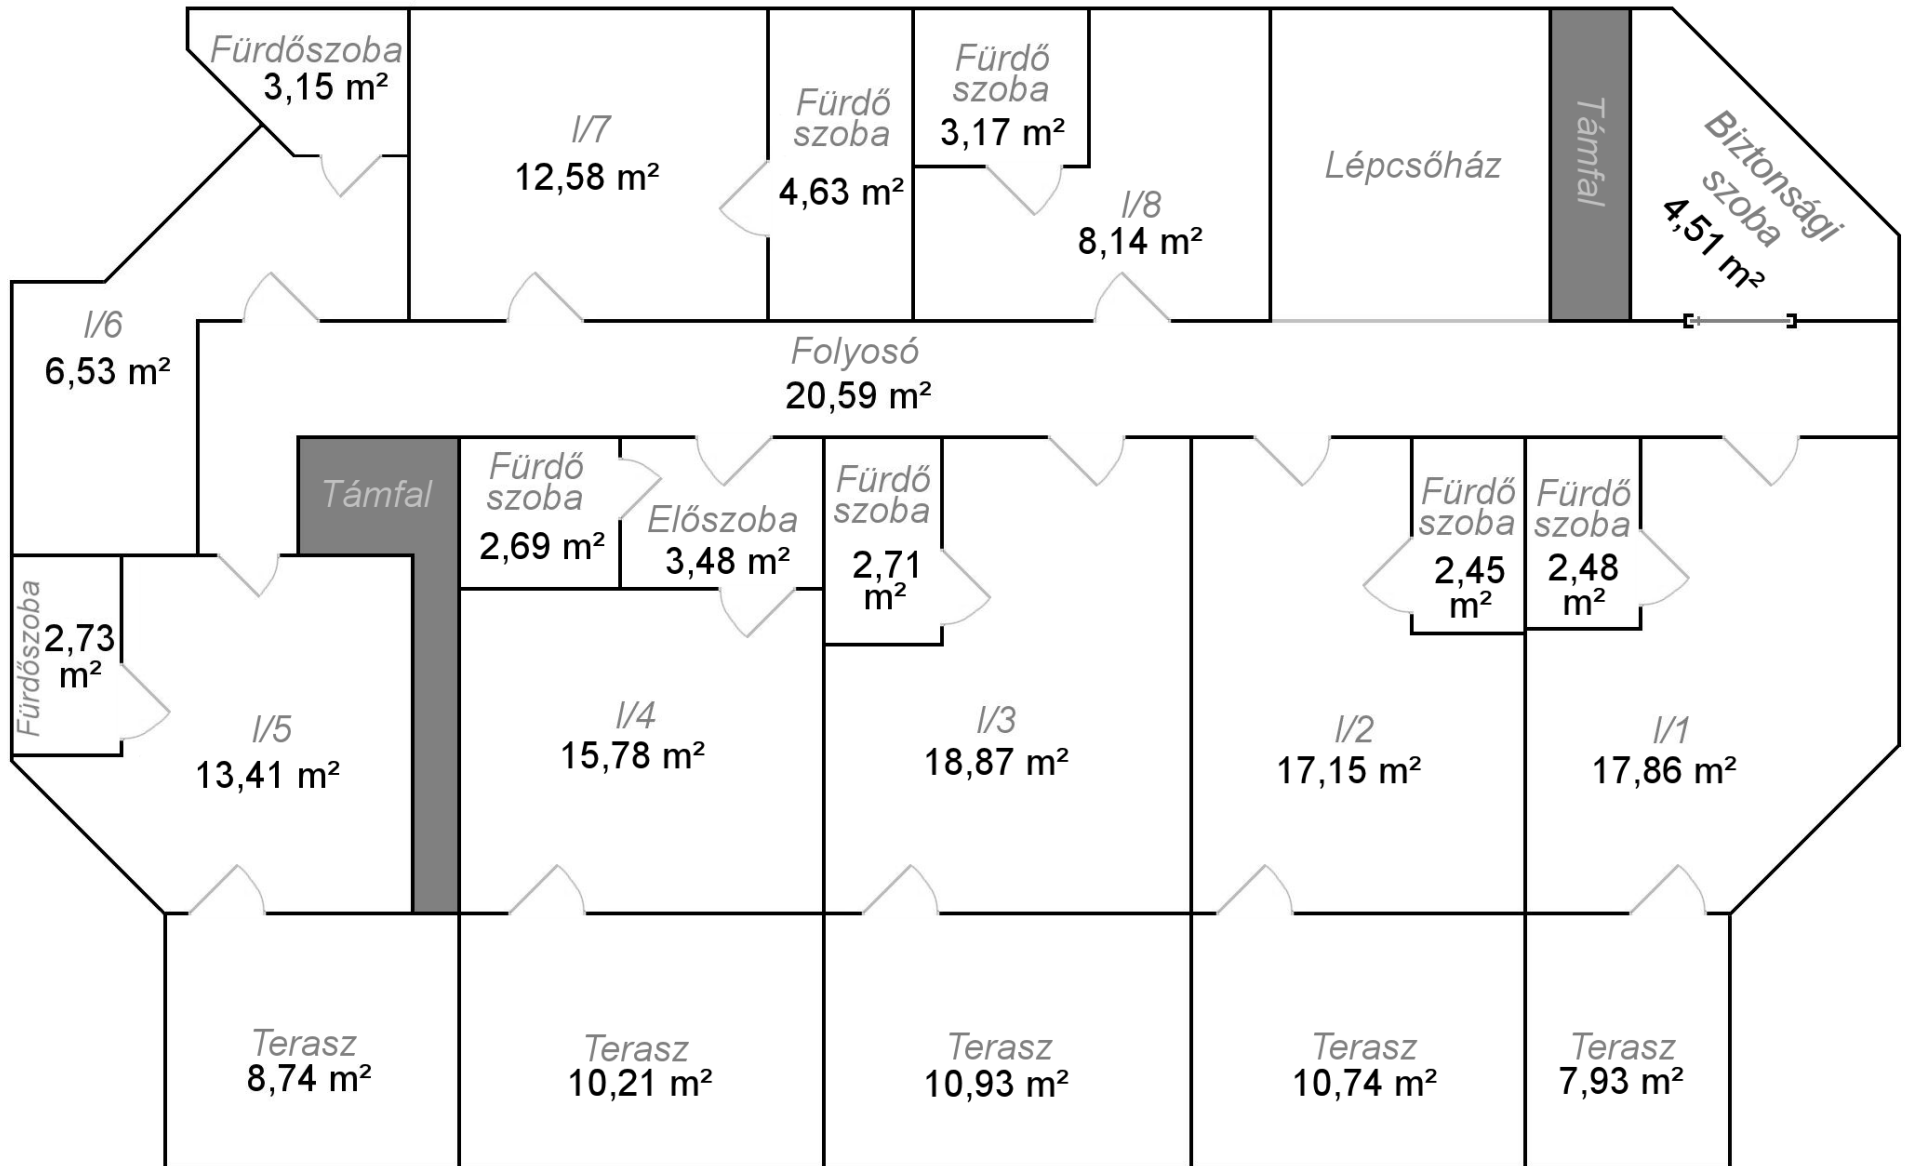 Fürdőszoba
3,15 m²
I/7
12,58 m²
Fürdő
szoba
4,63 m²
Fürdő
szoba
3,17 m²
I/8
8,14 m²
Lépcsőház
Támfal
Biztonsági
szoba
4,51 m²
I/6
6,53 m²
Folyosó
20,59 m²
Támfal
Fürdő
szoba
2,69 m²
Előszoba
3,48 m²
Fürdő
szoba
2,71
m²
Fürdő
szoba
2,45
m²
Fürdő
szoba
2,48
m²
Fürdőszoba
2,73
m²
I/5
13,41 m²
I/4
15,78 m²
I/3
18,87 m²
I/2
17,15 m²
I/1
17,86 m²
Terasz
8,74 m²
Terasz
10,21 m²
Terasz
10,93 m²
Terasz
10,74 m²
Terasz
7,93 m²